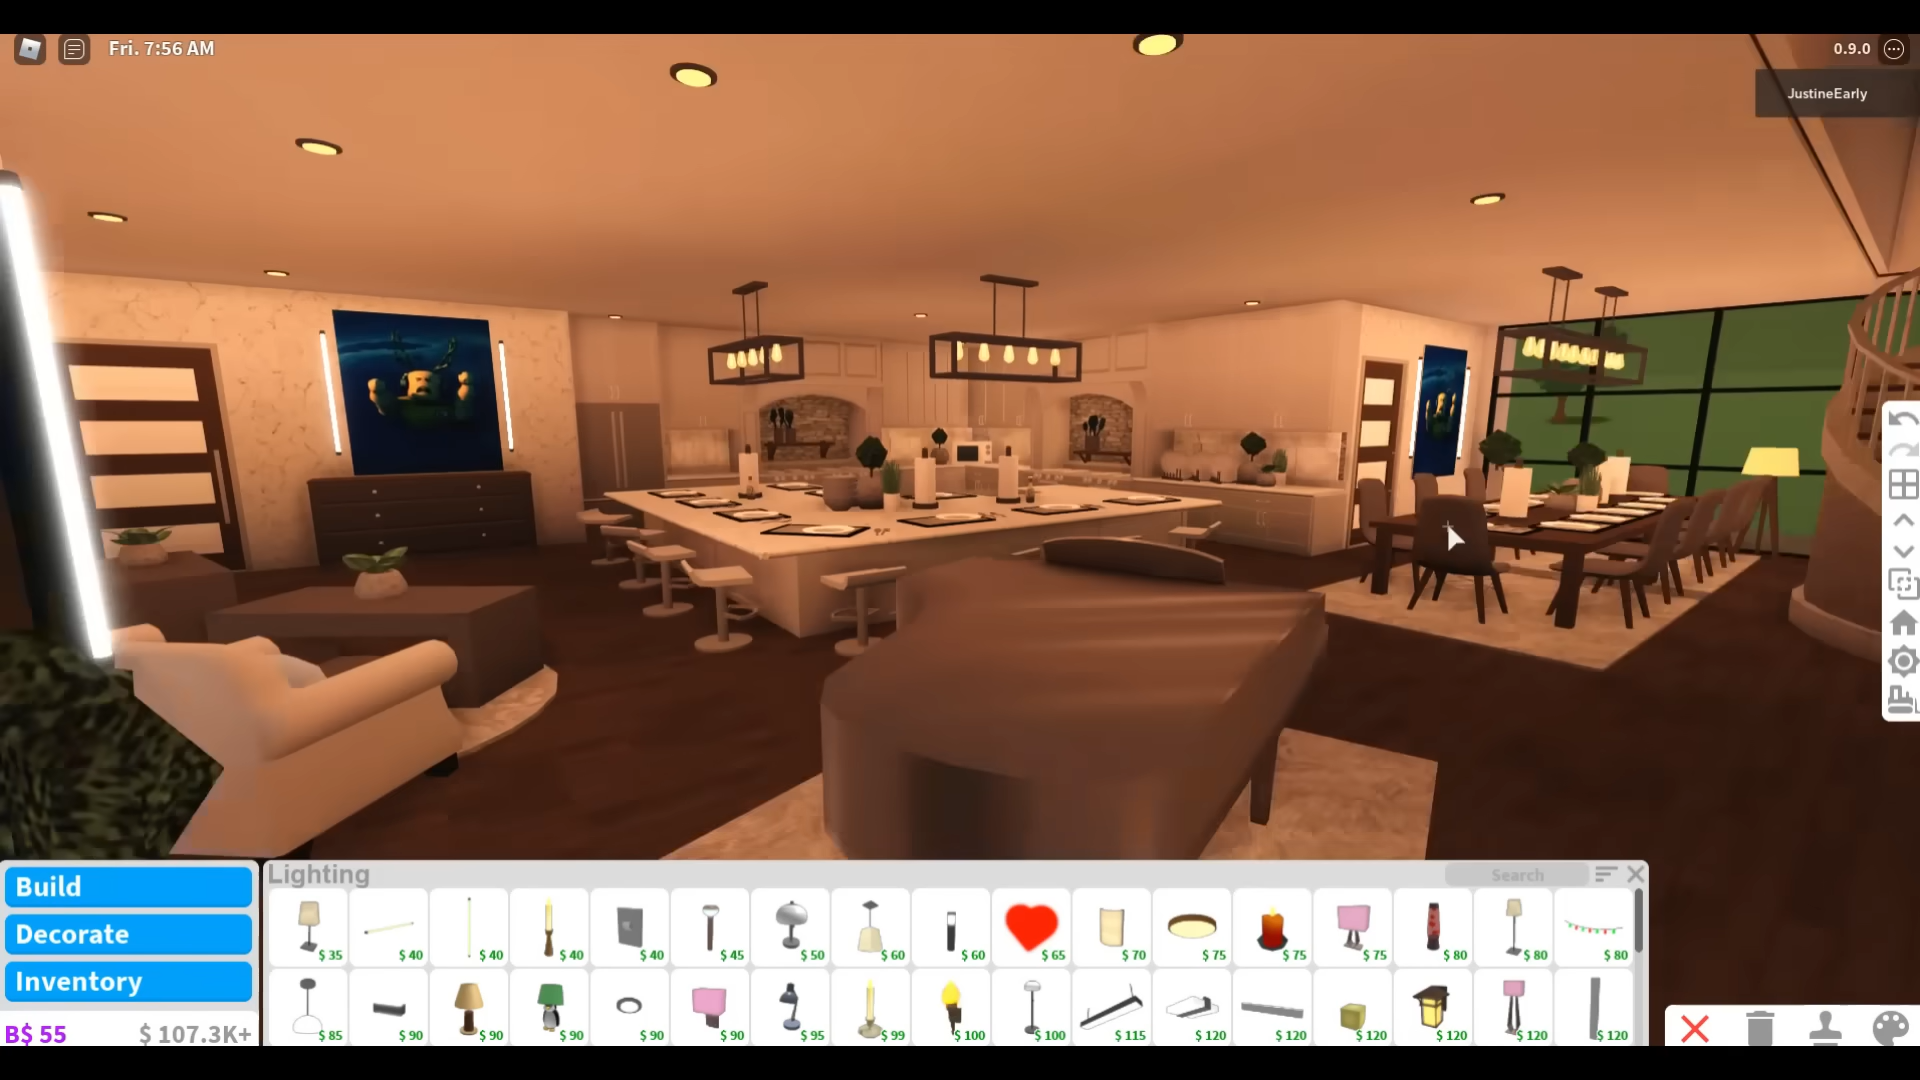 Fri. 7:56 AM
0.9.0
JustineEarly
Lighting
Search
Build
Decorate
Inventory
B$ 55
$ 107.3K+
$ 35 $ 40 $ 40 $ 40 $ 40 $ 45 $ 50 $ 60 $ 60 $ 65 $ 70 $ 75 $ 75 $ 75 $ 80 $ 80 $ 80
$ 85 $ 90 $ 90 $ 90 $ 90 $ 90 $ 95 $ 99 $ 100 $ 100 $ 115 $ 120 $ 120 $ 120 $ 120 $ 120 $ 120